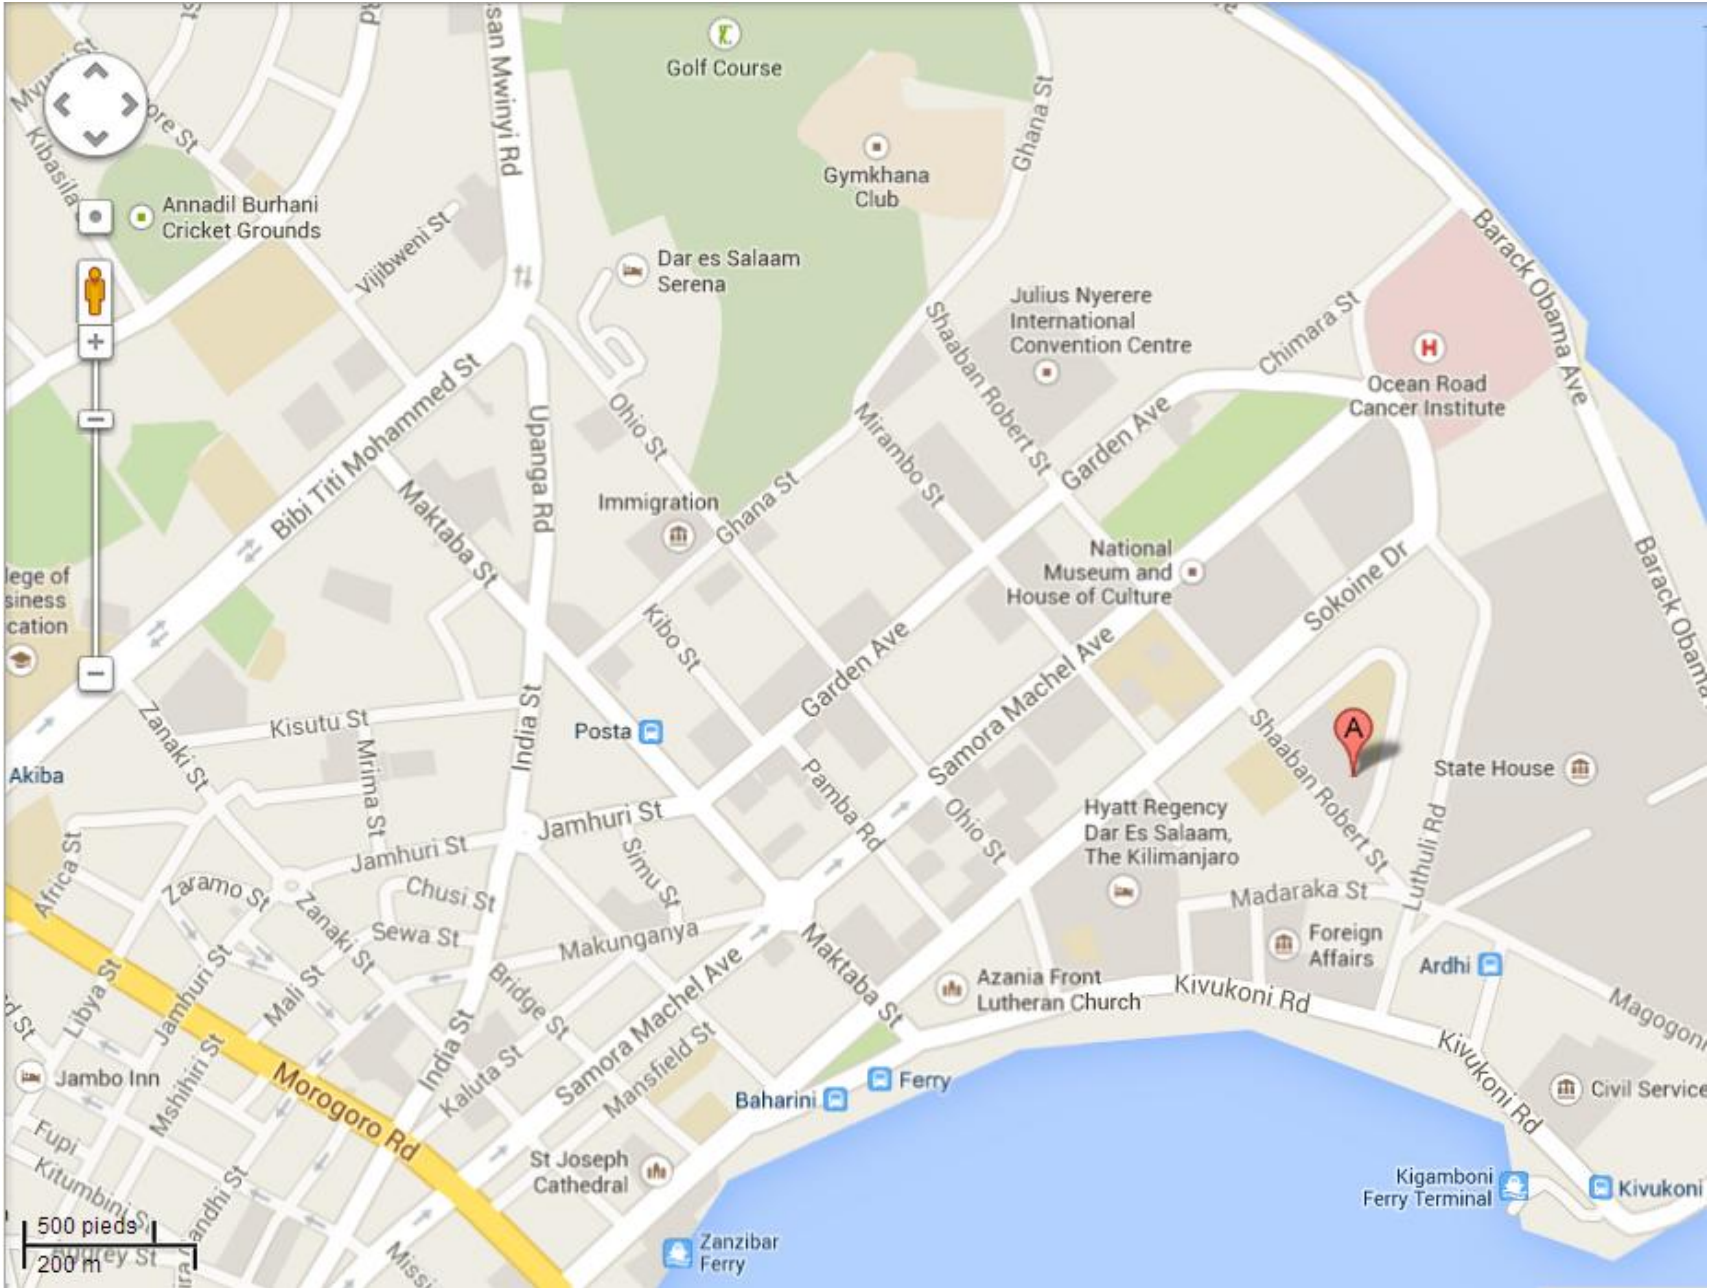 Golf Course
Gymkhana
Club
Ghana St
Mwinyi Rd
Kibasila
Annadil Burhani
Cricket Grounds
Vijibweni St
Dar es Salaam
Serena
Barack Obama Ave
Julius Nyerere
International
Convention Centre
Shaaban Robert St
Chimara St
H
Ocean Road
Cancer Institute
Bibi Titi Mohammed St
Upanga Rd
Ohio St
Mirambo St
Garden Ave
Maktaba St
Immigration
Ghana St
National
Museum and
House of Culture
Sokoine Dr
Barack Obama
lege of
siness
cation
Kibo St
Garden Ave
Samora Machel Ave
Zanaki St
Kisutu St
India St
Posta
Shaaban Robert St
A
State House
Akiba
Mrima St
Pamba Rd
Jamhuri St
Ohio St
Hyatt Regency
Dar Es Salaam,
The Kilimanjaro
Luthuli Rd
Africa St
Jamhuri St
Simu St
Zaramo St
Chusi St
Madaraka St
Zanaki St
Sewa St
Makunganya
Maktaba St
Foreign
Affairs
Ardhi
Libya St
Jamhuri St
Mali St
Bridge St
Samora Machel Ave
Azania Front
Lutheran Church
Kivukoni Rd
Magogoni
Jambo Inn
Mshihiri St
Morogoro Rd
India St
Kaluta St
Mansfield St
Baharini
Ferry
Kivukoni Rd
Civil Service
Fupi
Kitumbini St
St Joseph
Cathedral
Kigamboni
Ferry Terminal
Kivukoni
500 pieds
200 m
Zanzibar
Ferry